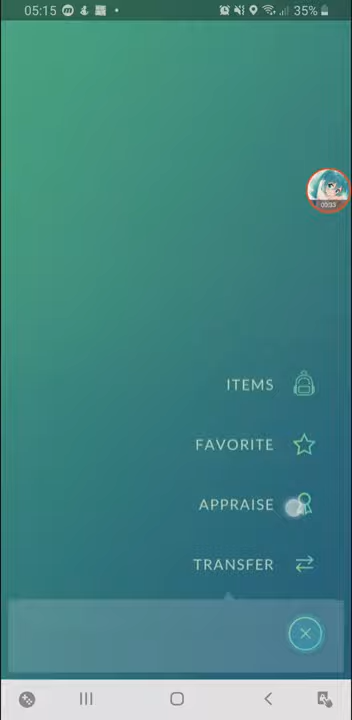 05:15
35%
ITEMS
FAVORITE
APPRAISE
TRANSFER